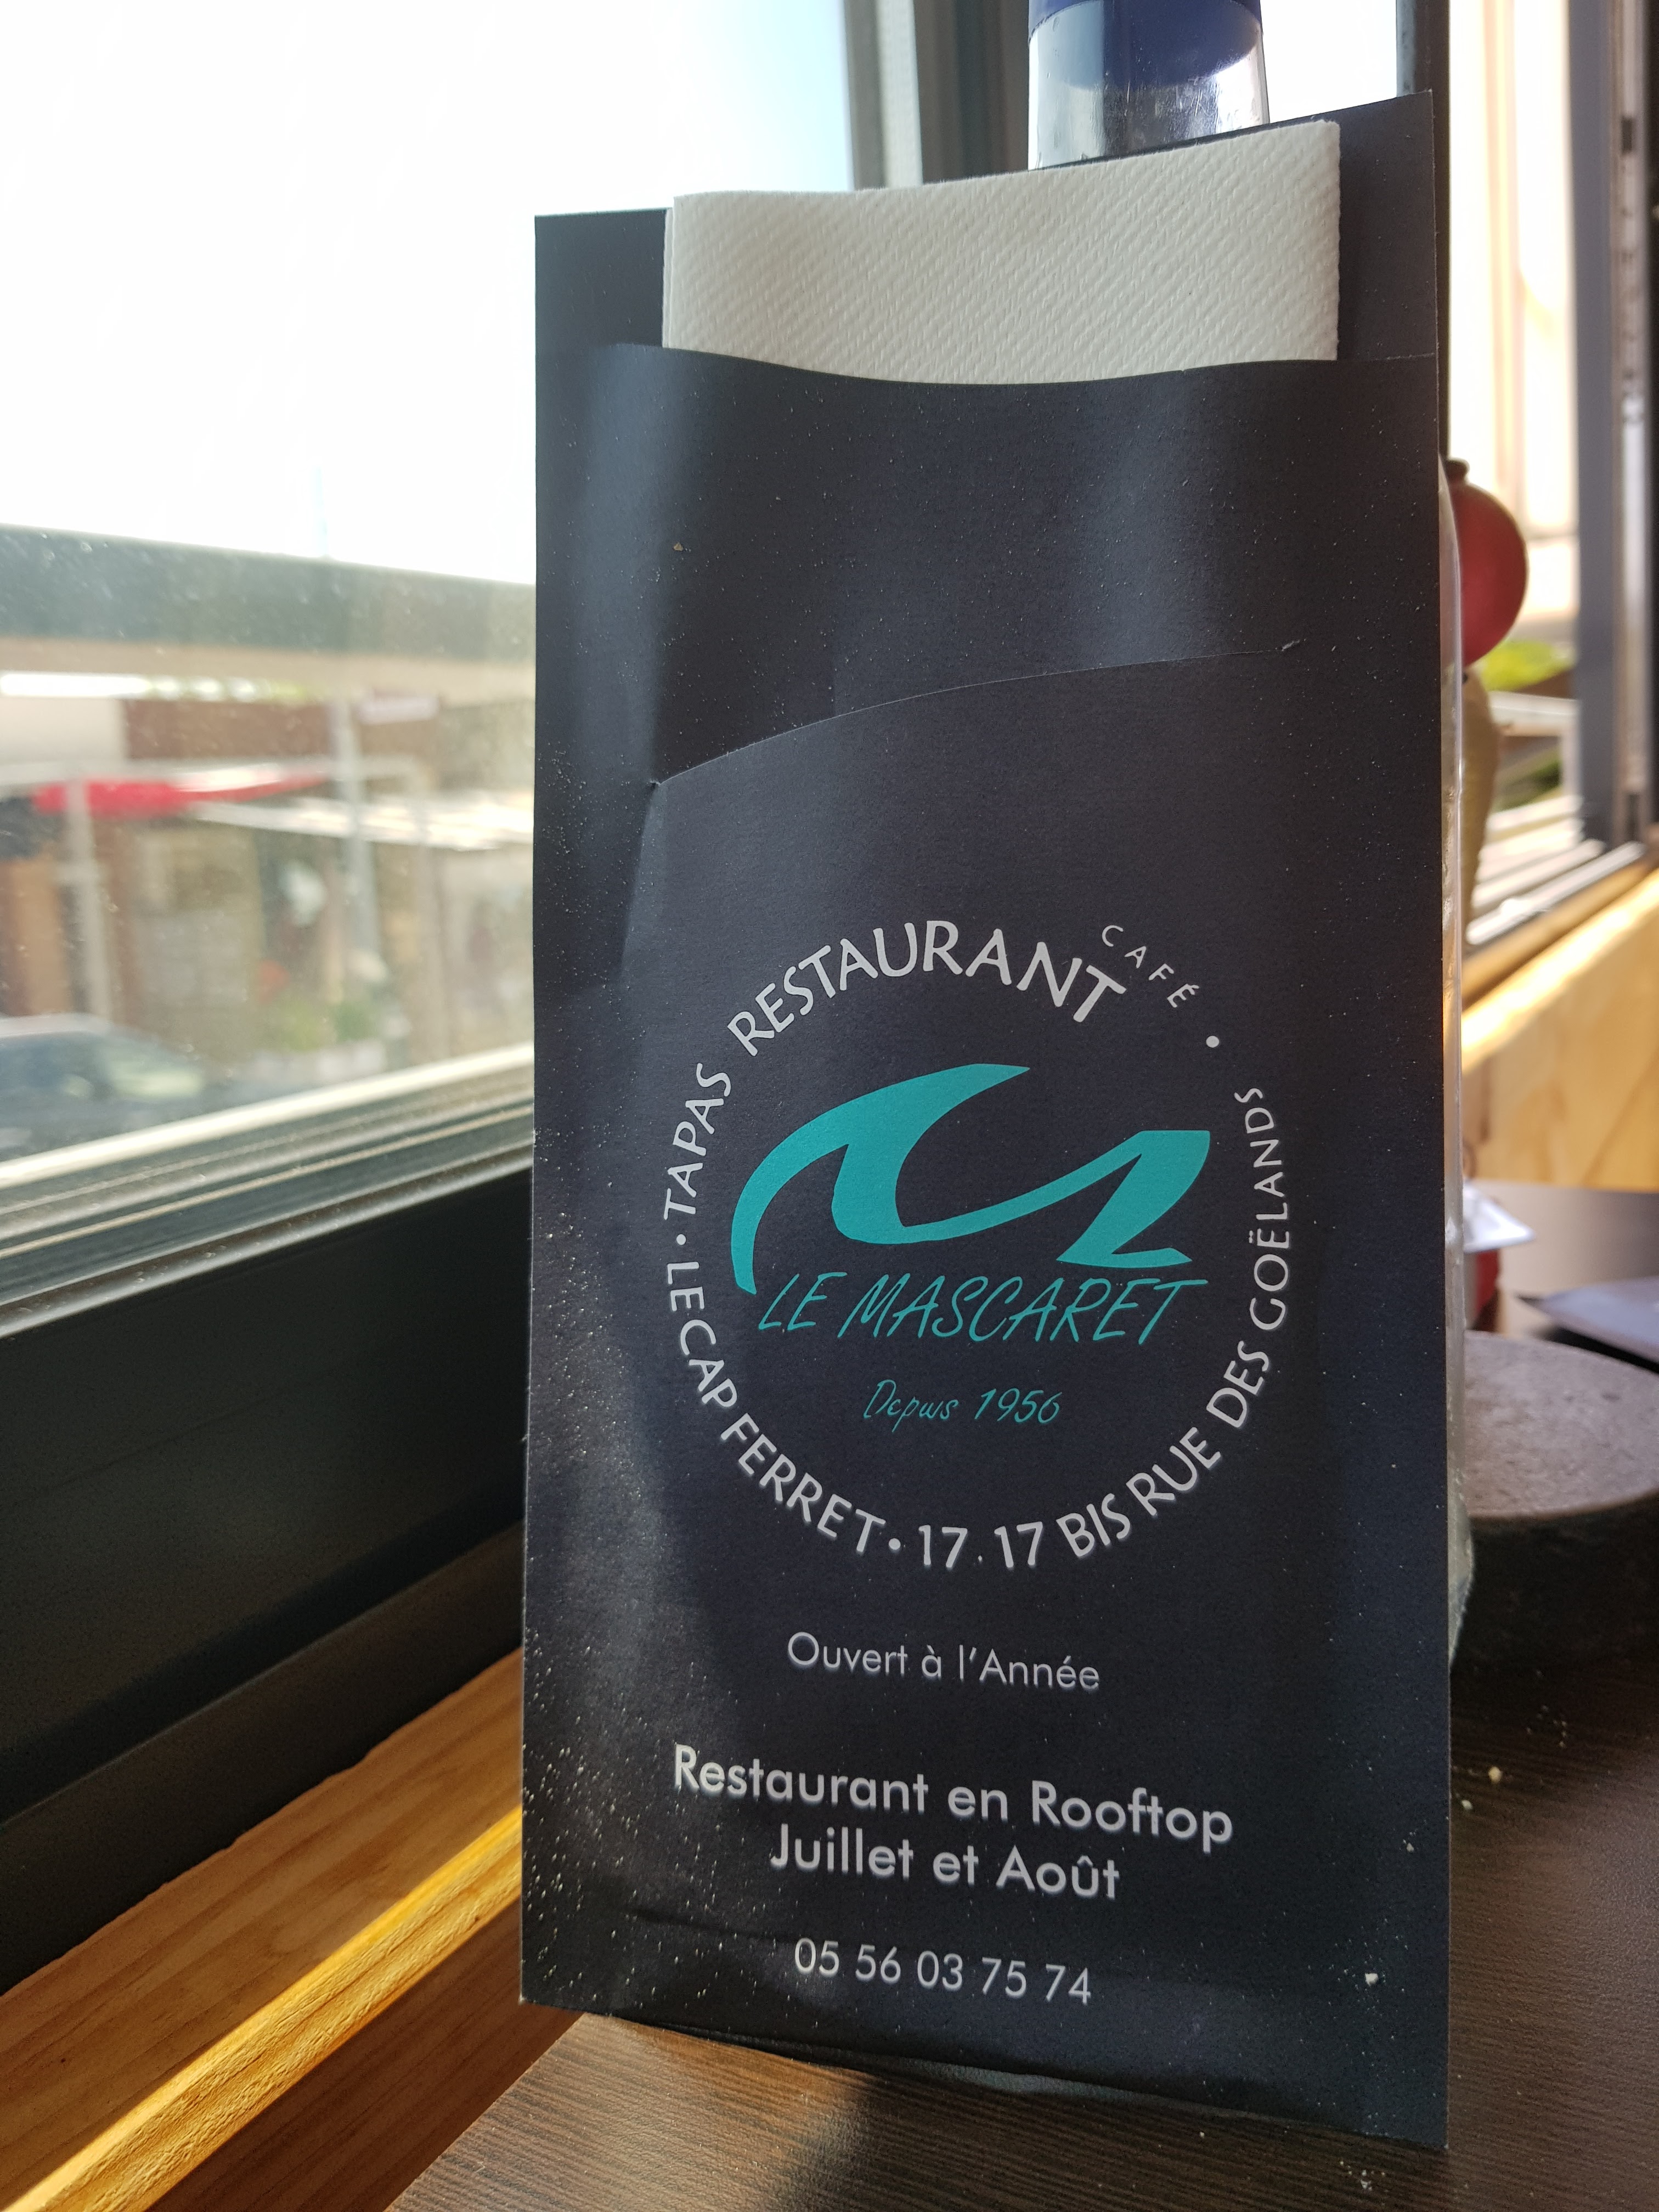 TAPAS RESTAURANT CAFÉ •
17. 17 BIS RUE DES GOËLANDS
• LE CAP FERRET •
LE MASCARET
Depuis 1956
Ouvert à l'Année
Restaurant en Rooftop
Juillet et Août
05 56 03 75 74